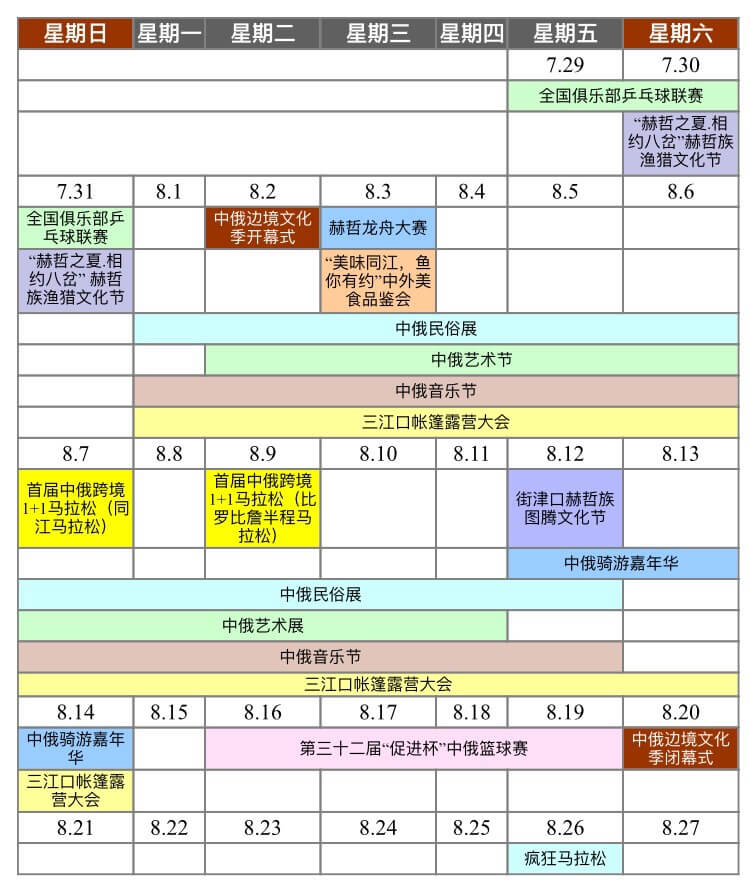 星期日 星期一 星期二 星期三 星期四 星期五 星期六
7.29 7.30
全国俱乐部乒乓球联赛
“赫哲之夏.相
约八岔”赫哲族
渔猎文化节
7.31 8.1 8.2 8.3 8.4 8.5 8.6
全国俱乐部乒
乓球联赛
中俄边境文化
季开幕式
赫哲龙舟大赛
“赫哲之夏.相
约八岔” 赫哲
族渔猎文化节
“美味同江，鱼
你有约”中外美
食品鉴会
中俄民俗展
中俄艺术节
中俄音乐节
三江口帐篷露营大会
8.7 8.8 8.9 8.10 8.11 8.12 8.13
首届中俄跨境
1+1马拉松（同
江马拉松）
首届中俄跨境
1+1马拉松（比
罗比詹半程马
拉松）
街津口赫哲族
图腾文化节
中俄骑游嘉年华
中俄民俗展
中俄艺术展
中俄音乐节
三江口帐篷露营大会
8.14 8.15 8.16 8.17 8.18 8.19 8.20
中俄骑游嘉年
华
第三十二届“促进杯”中俄篮球赛
中俄边境文化
季闭幕式
三江口帐篷露
营大会
8.21 8.22 8.23 8.24 8.25 8.26 8.27
疯狂马拉松